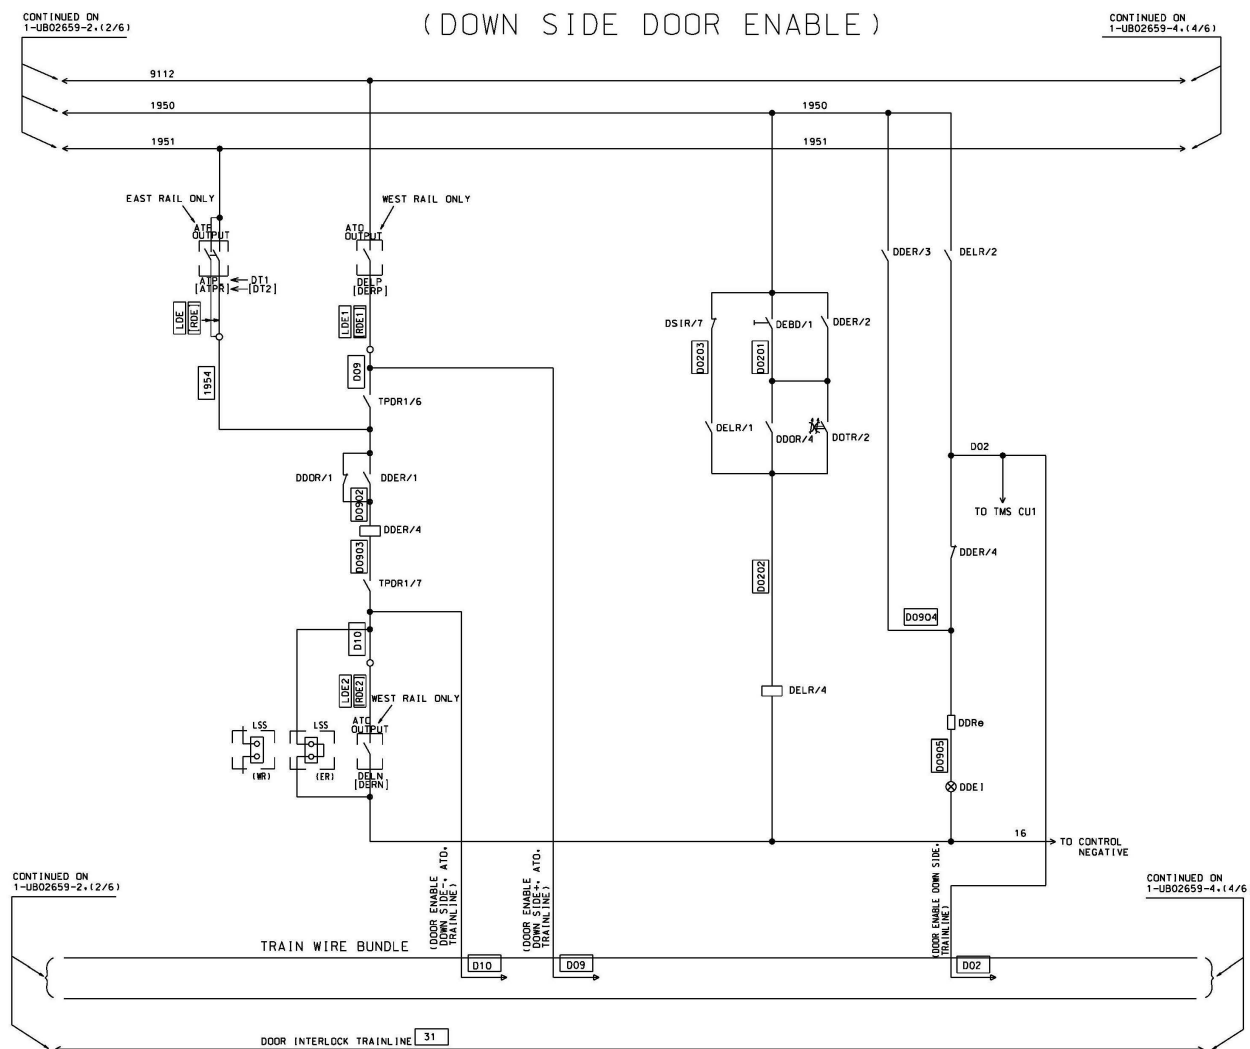 CONTINUED ON
1-UB02659-2.(2/6)
(DOWN SIDE DOOR ENABLE)
CONTINUED ON
1-UB02659-4.(4/6)
9112
1950
1950
1951
1951
EAST RAIL ONLY
WEST RAIL ONLY
ATP
OUTPUT
ATO
OUTPUT
DDER/3
DELR/2
ATPR
[ATPR]
DT1
[DT2]
DELP
[DERP]
LDE
[RDE]
LDE1
[RDE1]
DSIR/7
DEBD/1
DDER/2
D0203
D0201
D09
1954
TPDR1/6
DELR/1
DDOR/4
DOTR/2
D02
DDOR/1
DDER/1
D0902
TO TMS CU1
DDER/4
D0903
DDER/4
TPDR1/7
D0202
D0904
D10
LDE2
[RDE2]
WEST RAIL ONLY
DELR/4
LSS
LSS
ATO
OUTPUT
DDRe
D0905
(WR)
(ER)
DELN
[DERN]
DDEI
16
TO CONTROL
NEGATIVE
(DOOR ENABLE
DOWN SIDE-, ATO,
TRAINLINE)
(DOOR ENABLE
DOWN SIDE+, ATO,
TRAINLINE)
(DOOR ENABLE DOWN SIDE,
TRAINLINE)
CONTINUED ON
1-UB02659-2.(2/6)
CONTINUED ON
1-UB02659-4.(4/6
TRAIN WIRE BUNDLE
D10
D09
D02
DOOR INTERLOCK TRAINLINE
31